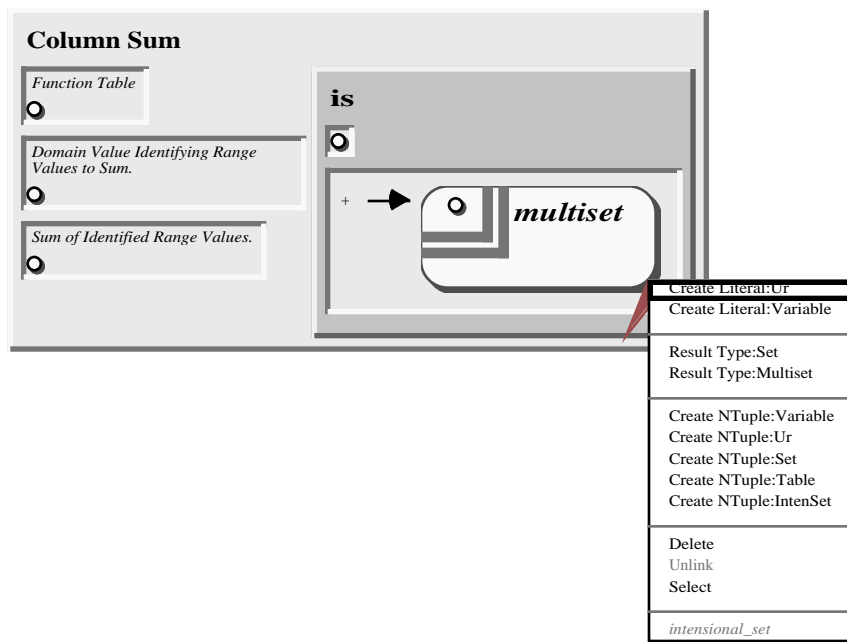 Column Sum
Function Table
Domain Value Identifying Range
Values to Sum.
Sum of Identified Range Values.
is
+
multiset
Create Literal:Ur
Create Literal:Variable
Result Type:Set
Result Type:Multiset
Create NTuple:Variable
Create NTuple:Ur
Create NTuple:Set
Create NTuple:Table
Create NTuple:IntenSet
Delete
Unlink
Select
intensional_set